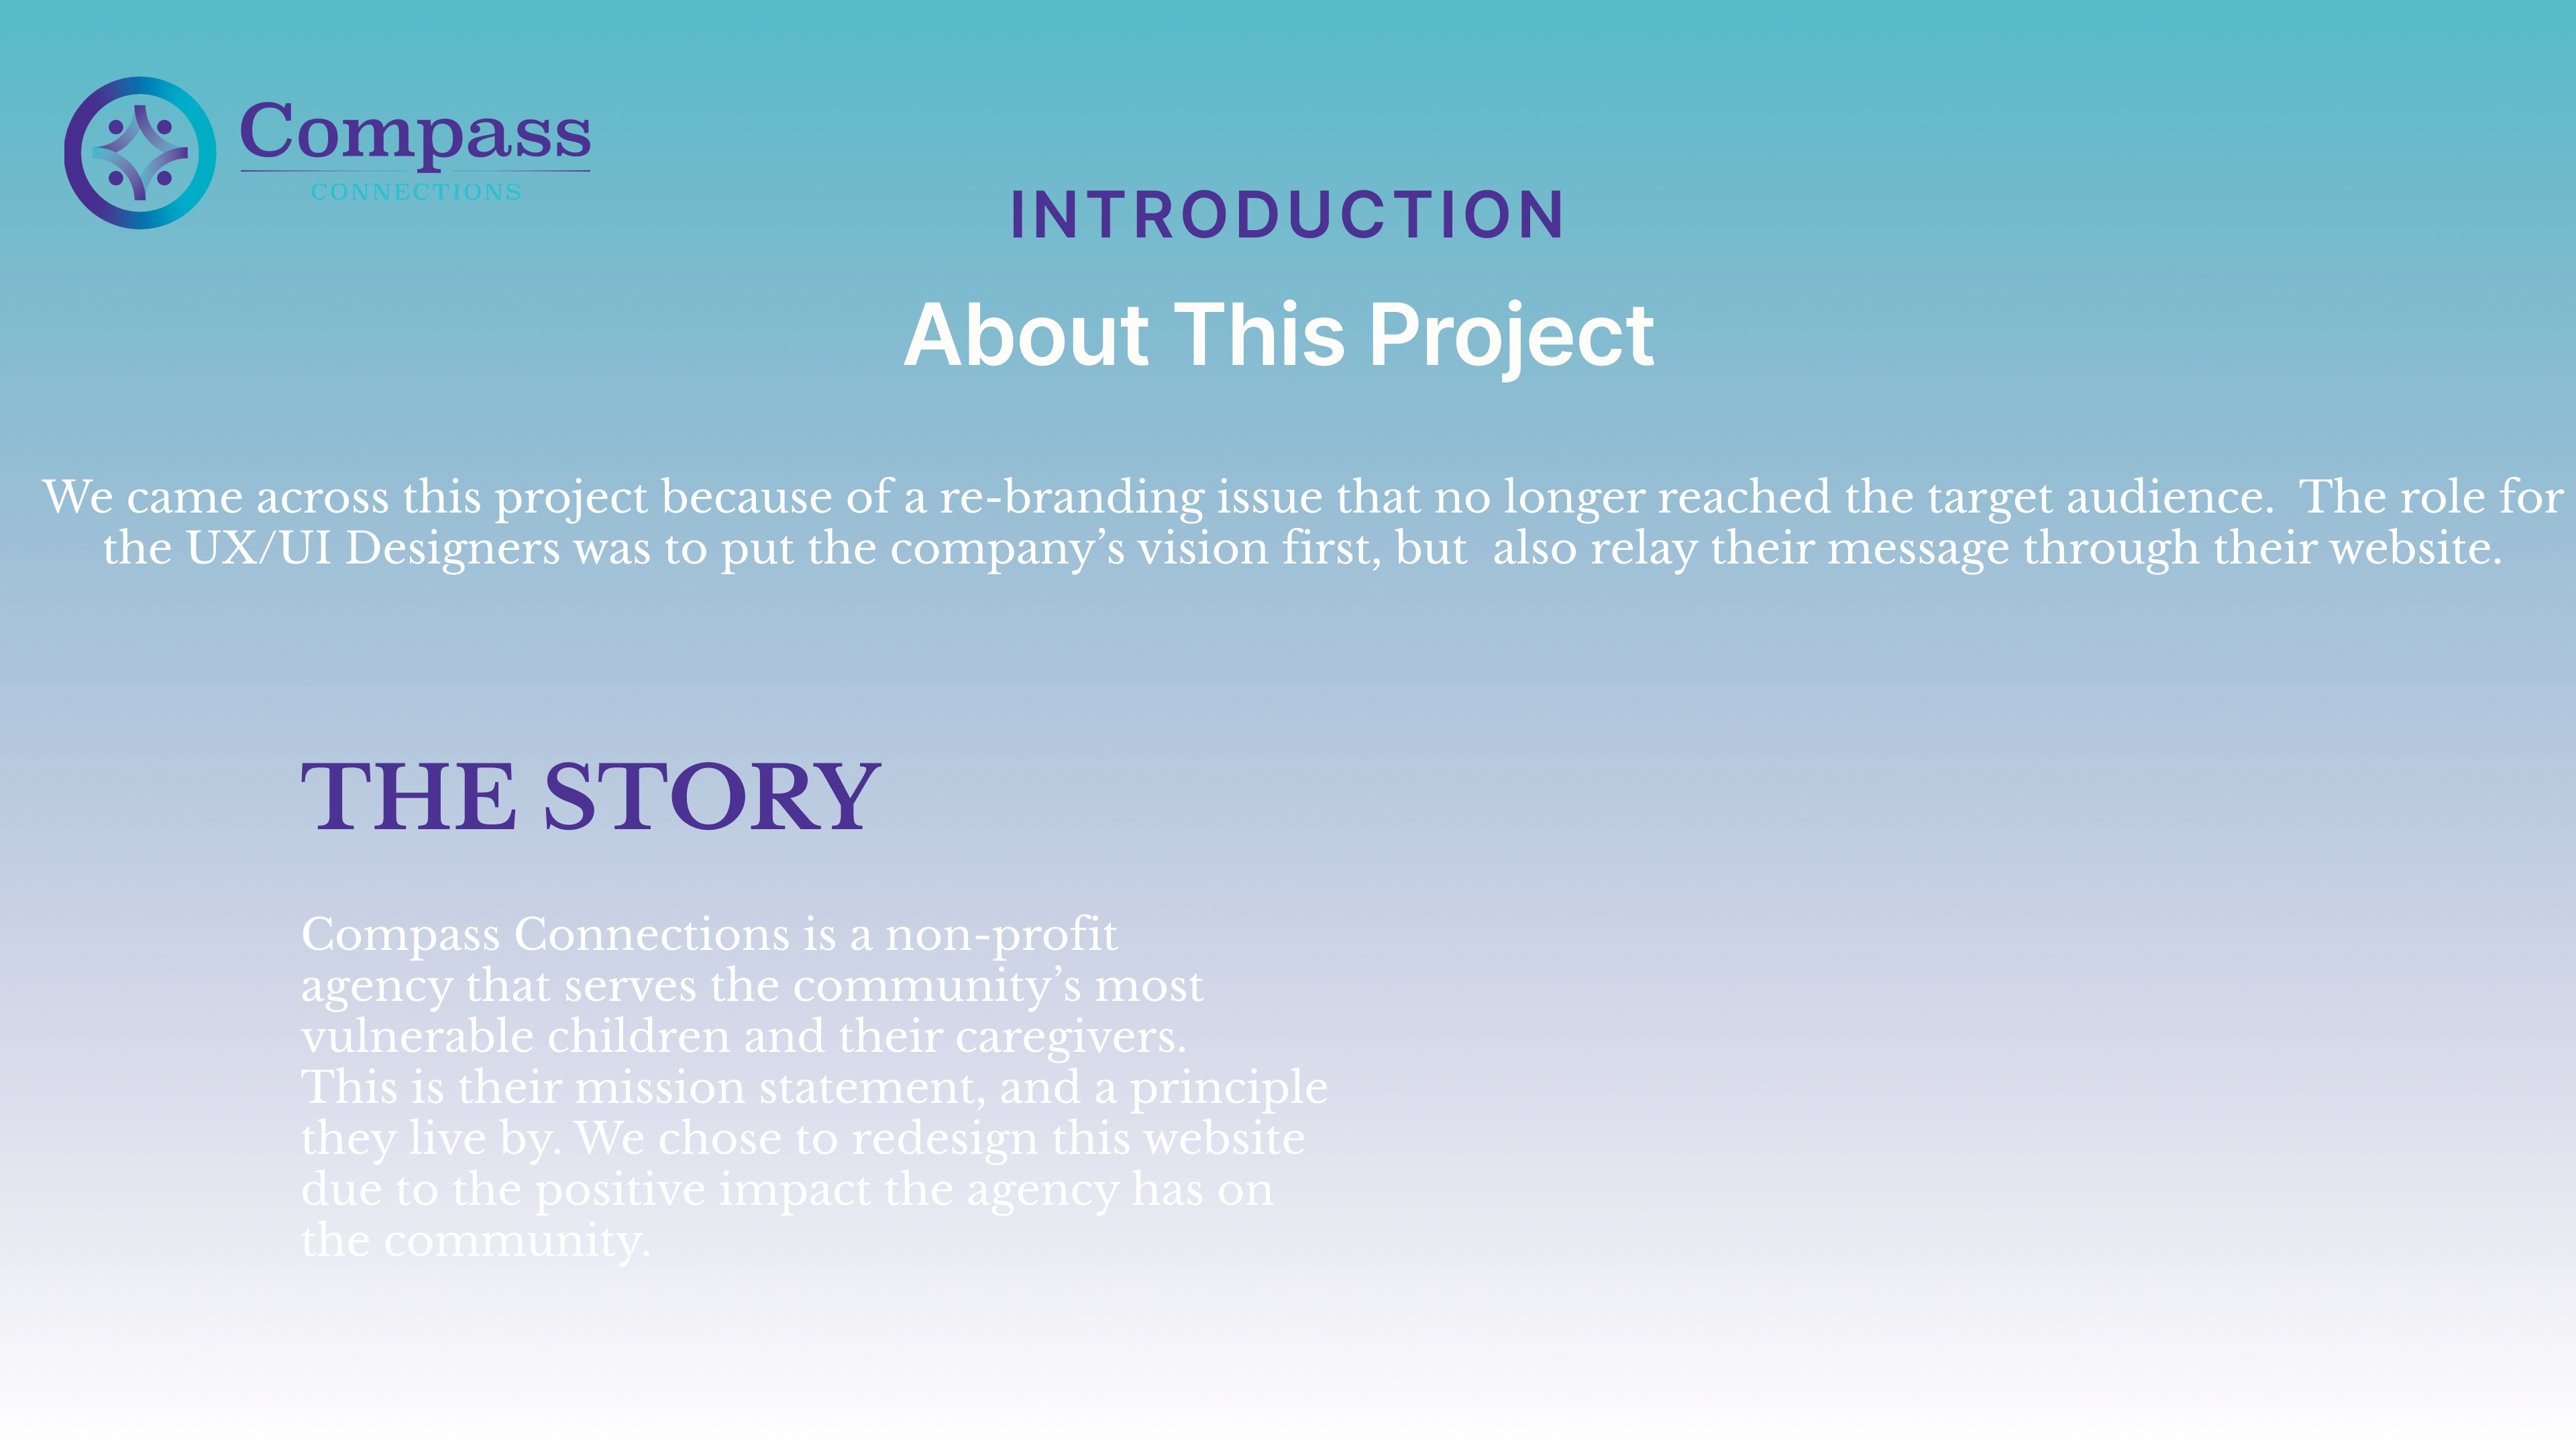 Compass
CONNECTIONS
INTRODUCTION
About This Project
We came across this project because of a re-branding issue that no longer reached the target audience.  The role for
the UX/UI Designers was to put the company’s vision first, but  also relay their message through their website.
THE STORY
Compass Connections is a non-profit
agency that serves the community’s most
vulnerable children and their caregivers.
This is their mission statement, and a principle
they live by. We chose to redesign this website
due to the positive impact the agency has on
the community.